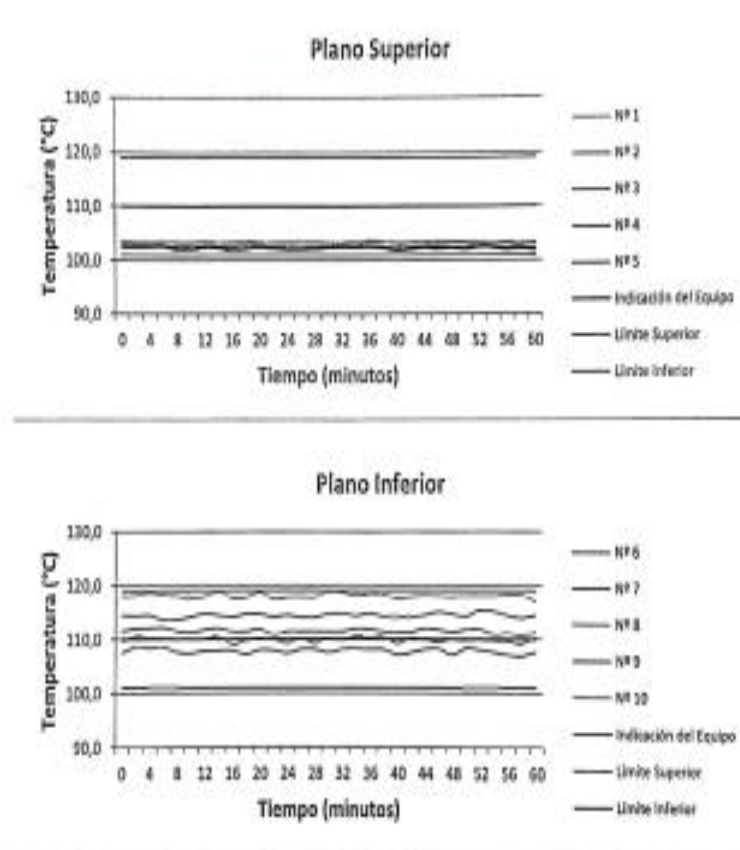 Plano Superior
Temperatura (°C)
130,0
120,0
110,0
100,0
90,0
0 4 8 12 16 20 24 28 32 36 40 44 48 52 56 60
Tiempo (minutos)
Nº 1
Nº 2
Nº 3
Nº 4
Nº 5
Indicación del Equipo
Límite Superior
Límite Inferior
Plano Inferior
Temperatura (°C)
130,0
120,0
110,0
100,0
90,0
0 4 8 12 16 20 24 28 32 36 40 44 48 52 56 60
Tiempo (minutos)
Nº 6
Nº 7
Nº 8
Nº 9
Nº 10
Indicación del Equipo
Límite Superior
Límite Inferior